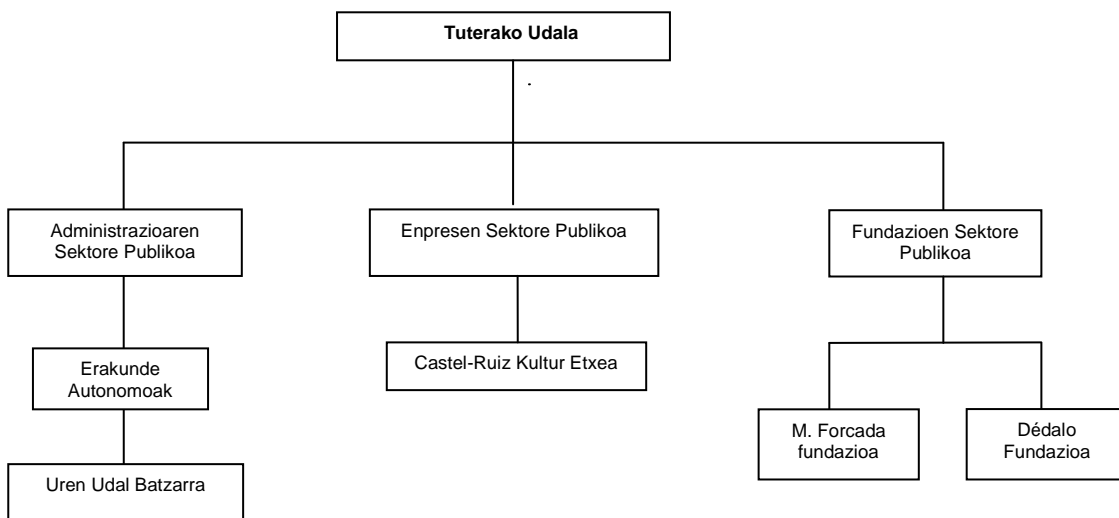 Tuterako Udala
Administrazioaren
Sektore Publikoa
Enpresen Sektore Publikoa
Fundazioen Sektore
Publikoa
Erakunde
Autonomoak
Castel-Ruiz Kultur Etxea
M. Forcada
fundazioa
Dédalo
Fundazioa
Uren Udal Batzarra